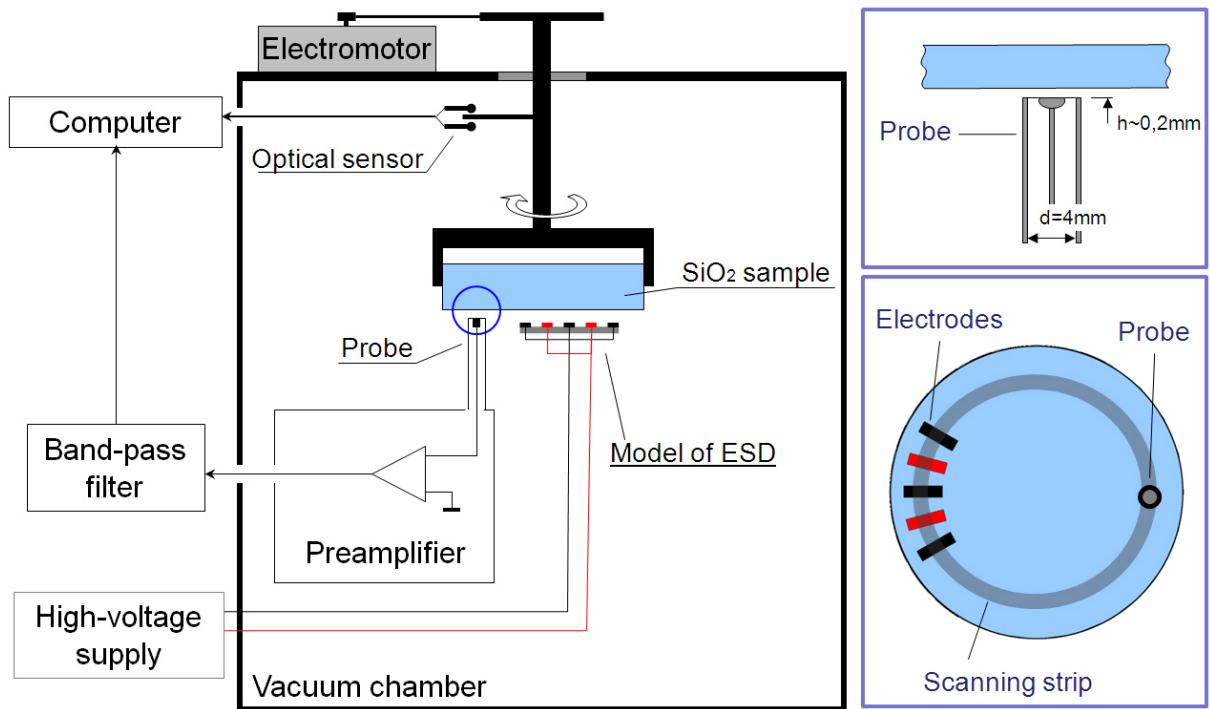 Electromotor
Computer
Optical sensor
SiO₂ sample
Probe
Model of ESD
Band-pass
filter
Preamplifier
High-voltage
supply
Vacuum chamber
Probe
h~0,2mm
d=4mm
Electrodes
Probe
Scanning strip